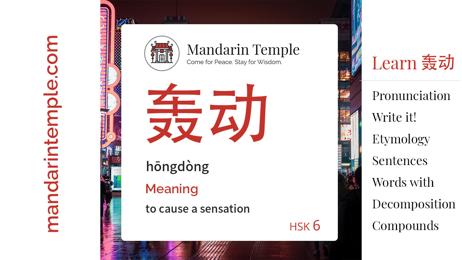 mandarintemple.com
Mandarin Temple
Come for Peace. Stay for Wisdom.
轰动
hōngdòng
Meaning
to cause a sensation
HSK 6
Learn 轰动
Pronunciation
Write it!
Etymology
Sentences
Words with
Decomposition
Compounds